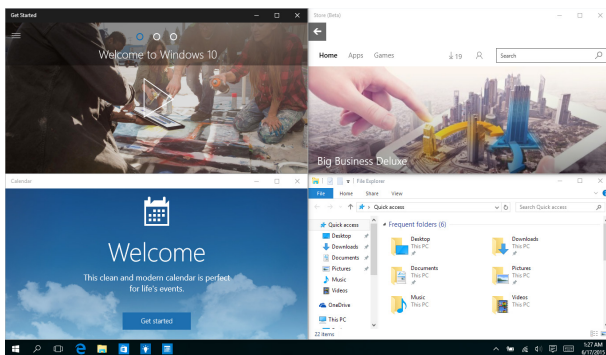 Get Started
Welcome to Windows 10
Store (Beta)
Home Apps Games
19
Search
Big Business Deluxe
Calendar
Welcome
This clean and modern calendar is perfect
for life's events.
Get started
File Explorer
File Home Share View
Quick access
Search Quick access
Quick access
Desktop
Downloads
Documents
Pictures
Music
Videos
OneDrive
This PC
Frequent folders (6)
Desktop
This PC
Downloads
This PC
Documents
This PC
Pictures
This PC
Music
This PC
Videos
This PC
22 items
1:27 AM
6/17/2015